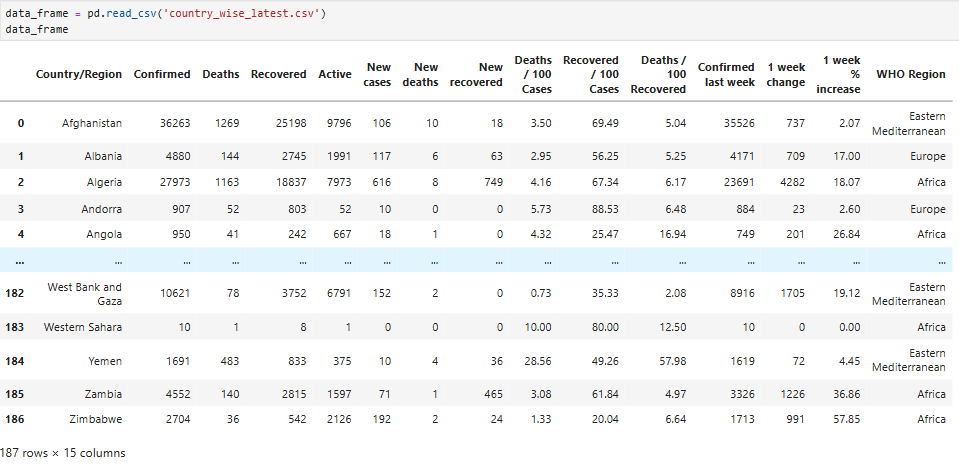 data_frame = pd.read_csv('country_wise_latest.csv')
data_frame
Country/Region Confirmed Deaths Recovered Active New cases New deaths New recovered Deaths / 100 Cases Recovered / 100 Cases Deaths / 100 Recovered Confirmed last week 1 week change 1 week % increase WHO Region
0 Afghanistan 36263 1269 25198 9796 106 10 18 3.50 69.49 5.04 35526 737 2.07 Eastern Mediterranean
1 Albania 4880 144 2745 1991 117 6 63 2.95 56.25 5.25 4171 709 17.00 Europe
2 Algeria 27973 1163 18837 7973 616 8 749 4.16 67.34 6.17 23691 4282 18.07 Africa
3 Andorra 907 52 803 52 10 0 0 5.73 88.53 6.48 884 23 2.60 Europe
4 Angola 950 41 242 667 18 1 0 4.32 25.47 16.94 749 201 26.84 Africa
... ... ... ... ... ... ... ... ... ... ... ... ... ... ... ...
182 West Bank and Gaza 10621 78 3752 6791 152 2 0 0.73 35.33 2.08 8916 1705 19.12 Eastern Mediterranean
183 Western Sahara 10 1 8 1 0 0 0 10.00 80.00 12.50 10 0 0.00 Africa
184 Yemen 1691 483 833 375 10 4 36 28.56 49.26 57.98 1619 72 4.45 Eastern Mediterranean
185 Zambia 4552 140 2815 1597 71 1 465 3.08 61.84 4.97 3326 1226 36.86 Africa
186 Zimbabwe 2704 36 542 2126 192 2 24 1.33 20.04 6.64 1713 991 57.85 Africa
187 rows × 15 columns